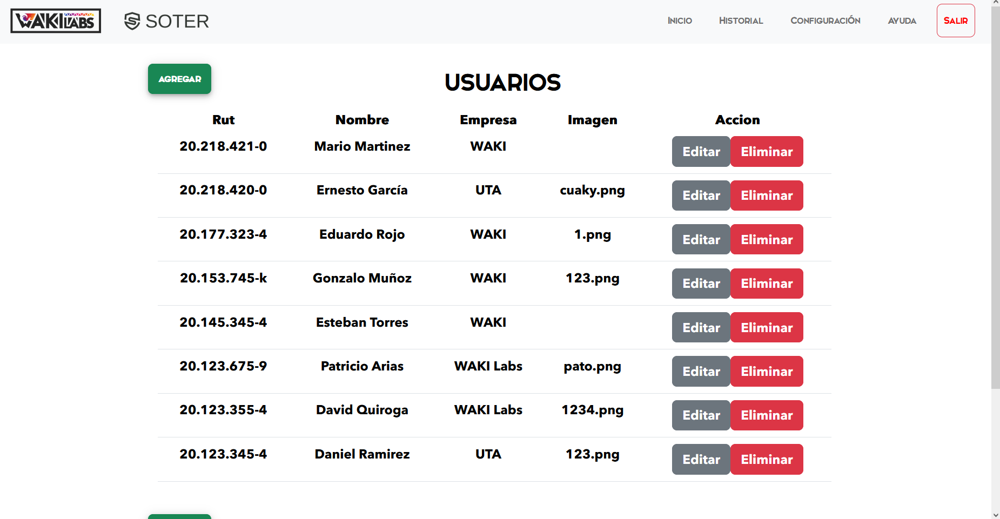 WAKI LABS SOTER INICIO HISTORIAL CONFIGURACIÓN AYUDA SALIR
AGREGAR
USUARIOS
Rut Nombre Empresa Imagen Accion
20.218.421-0 Mario Martinez WAKI Editar Eliminar
20.218.420-0 Ernesto García UTA cuaky.png Editar Eliminar
20.177.323-4 Eduardo Rojo WAKI 1.png Editar Eliminar
20.153.745-k Gonzalo Muñoz WAKI 123.png Editar Eliminar
20.145.345-4 Esteban Torres WAKI Editar Eliminar
20.123.675-9 Patricio Arias WAKI Labs pato.png Editar Eliminar
20.123.355-4 David Quiroga WAKI Labs 1234.png Editar Eliminar
20.123.345-4 Daniel Ramirez UTA 123.png Editar Eliminar